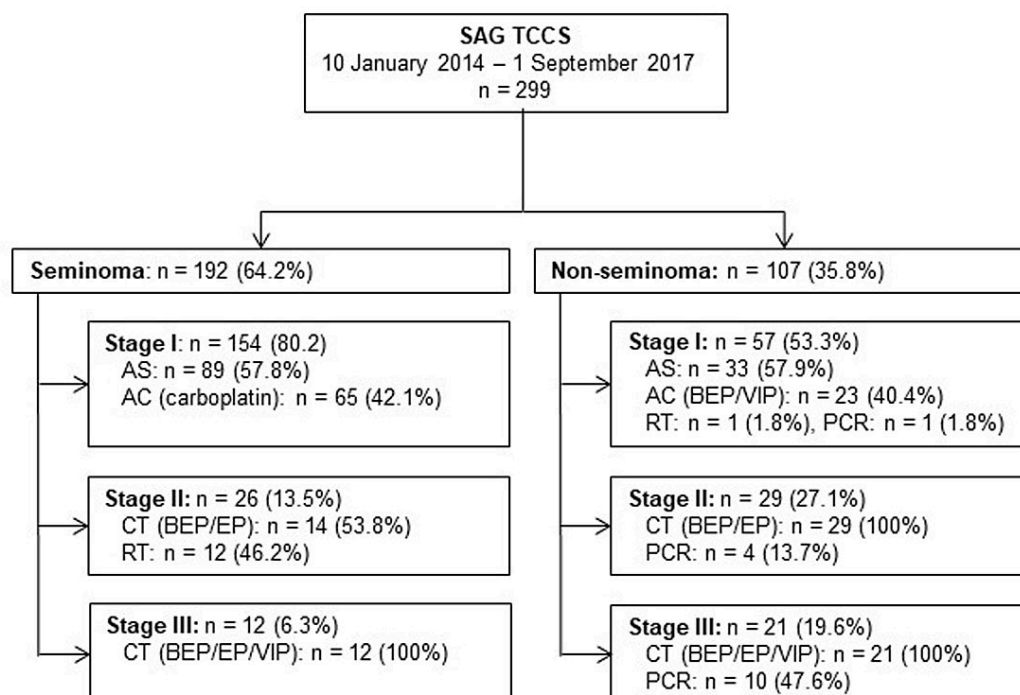 SAG TCCS
10 January 2014 – 1 September 2017
n = 299
Seminoma: n = 192 (64.2%)
Stage I: n = 154 (80.2)
AS: n = 89 (57.8%)
AC (carboplatin): n = 65 (42.1%)
Stage II: n = 26 (13.5%)
CT (BEP/EP): n = 14 (53.8%)
RT: n = 12 (46.2%)
Stage III: n = 12 (6.3%)
CT (BEP/EP/VIP): n = 12 (100%)
Non-seminoma: n = 107 (35.8%)
Stage I: n = 57 (53.3%)
AS: n = 33 (57.9%)
AC (BEP/VIP): n = 23 (40.4%)
RT: n = 1 (1.8%), PCR: n = 1 (1.8%)
Stage II: n = 29 (27.1%)
CT (BEP/EP): n = 29 (100%)
PCR: n = 4 (13.7%)
Stage III: n = 21 (19.6%)
CT (BEP/EP/VIP): n = 21 (100%)
PCR: n = 10 (47.6%)